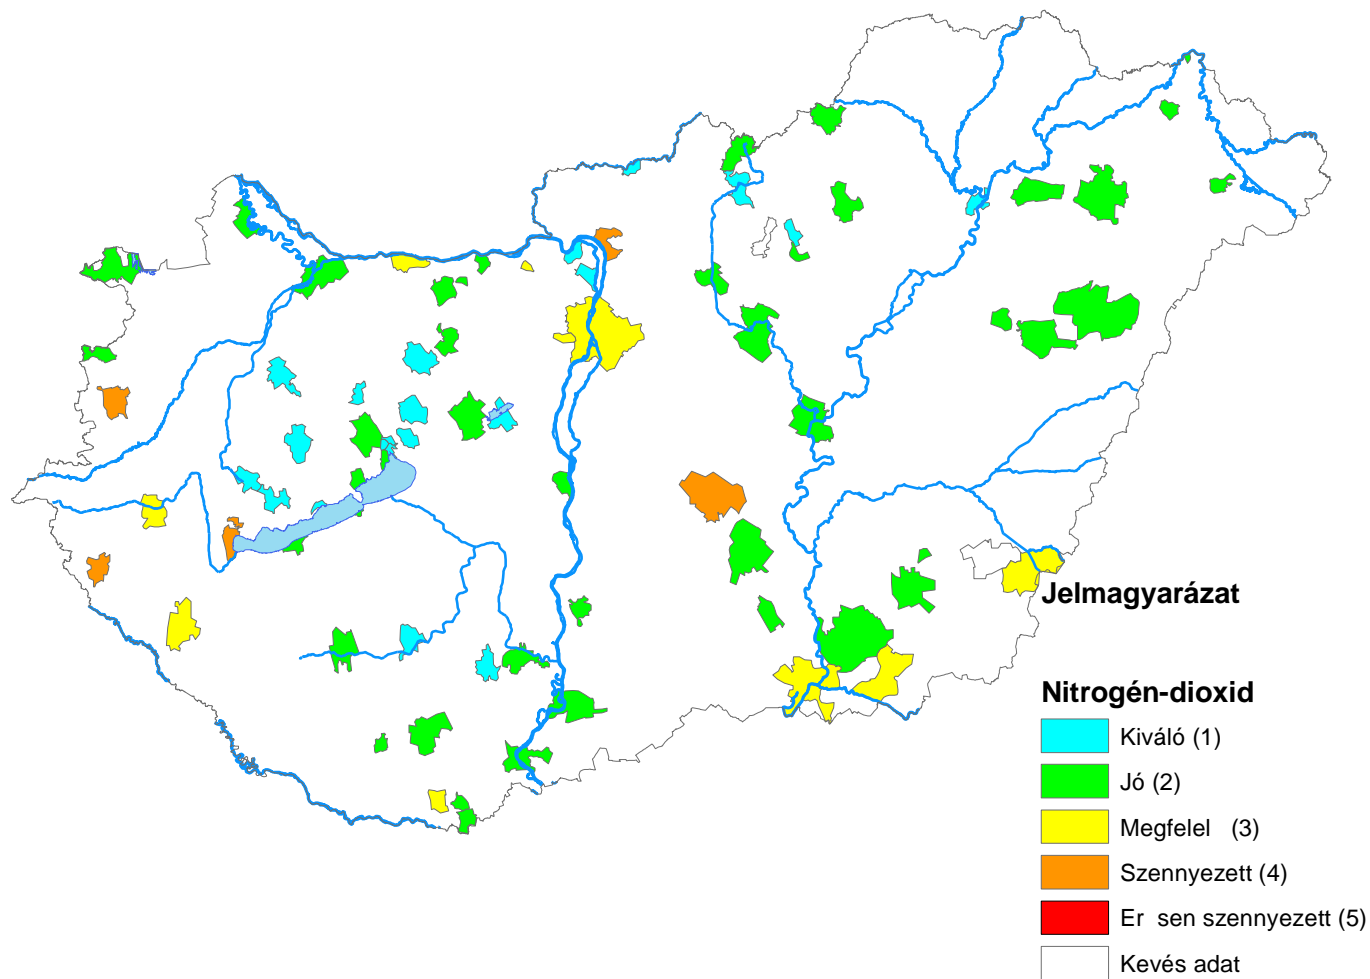 Jelmagyarázat
Nitrogén-dioxid
Kiváló (1)
Jó (2)
Megfelel (3)
Szennyezett (4)
Er sen szennyezett (5)
Kevés adat